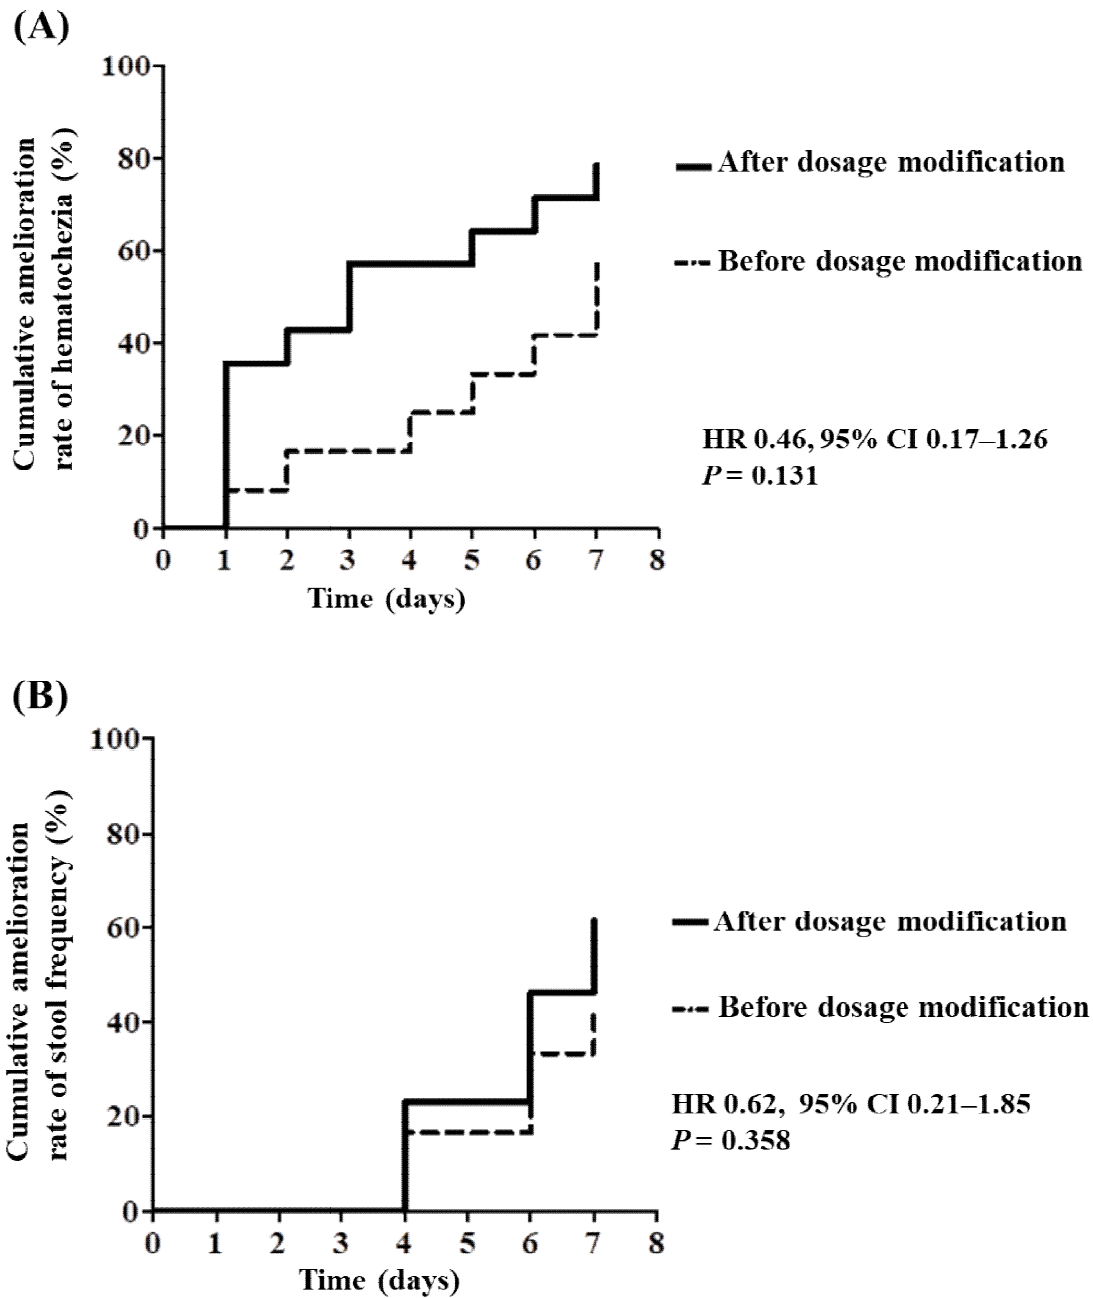 (A)
Cumulative amelioration
rate of hematochezia (%)
100
80
60
40
20
0
0 1 2 3 4 5 6 7 8
Time (days)
After dosage modification
Before dosage modification
HR 0.46, 95% CI 0.17–1.26
P = 0.131
(B)
Cumulative amelioration
rate of stool frequency (%)
100
80
60
40
20
0
0 1 2 3 4 5 6 7 8
Time (days)
After dosage modification
Before dosage modification
HR 0.62, 95% CI 0.21–1.85
P = 0.358